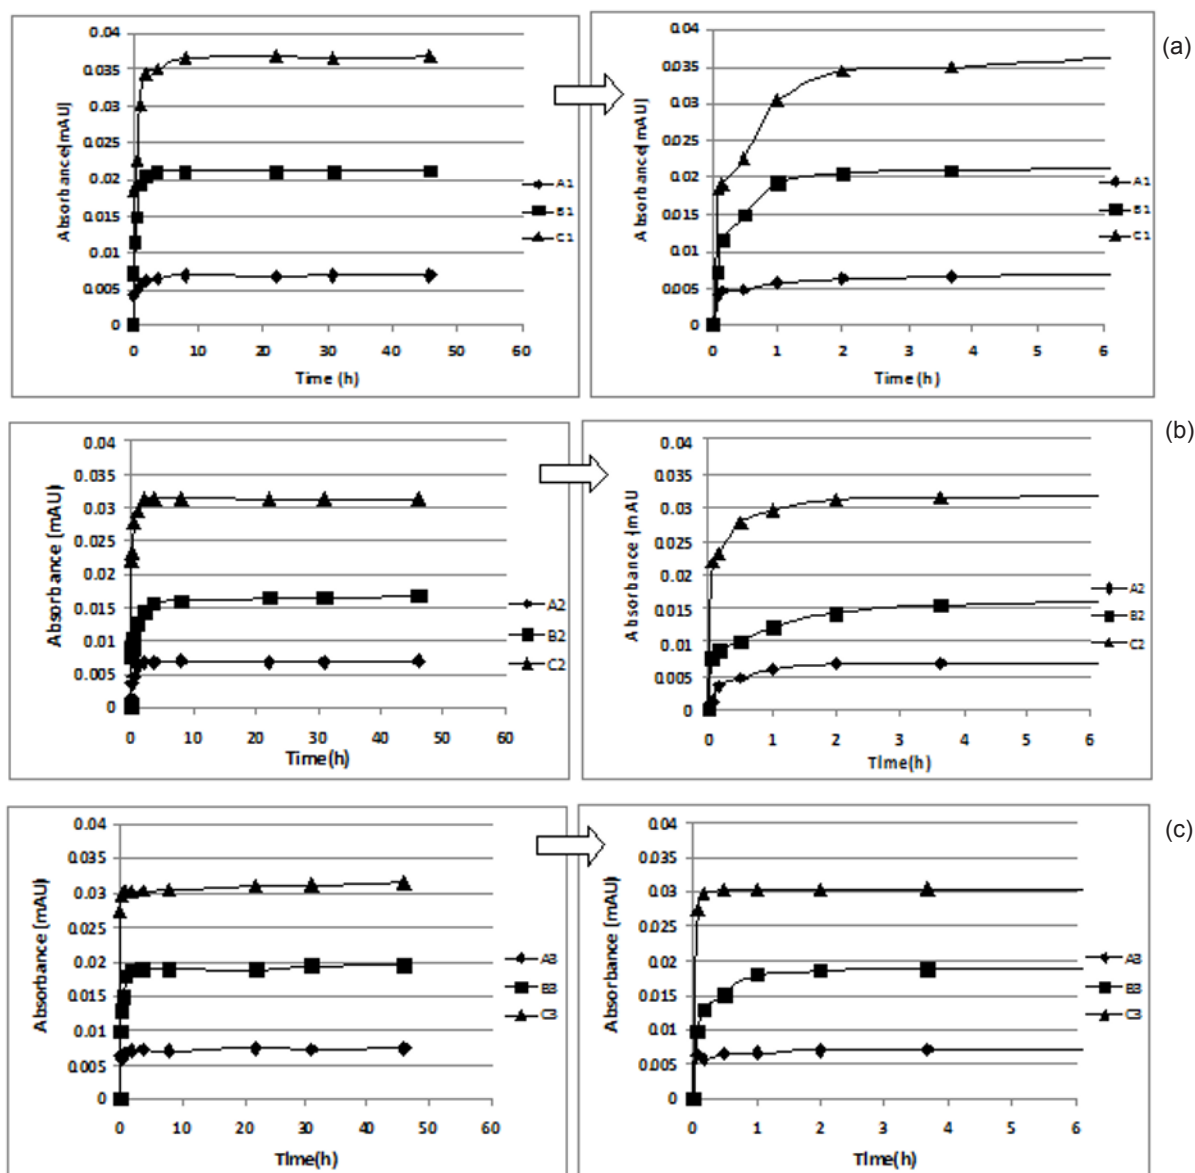 (a)
0.04
0.035
0.03
0.025
0.02
0.015
0.01
0.005
0
Absorbance(mAU)
0 10 20 30 40 50 60
Time (h)
A1
B1
C1
0.04
0.035
0.03
0.025
0.02
0.015
0.01
0.005
0
Absorbance(mAU)
0 1 2 3 4 5 6
Time (h)
A1
B1
C1
(b)
0.04
0.035
0.03
0.025
0.02
0.015
0.01
0.005
0
Absorbance (mAU)
0 10 20 30 40 50 60
Time(h)
A2
B2
C2
0.04
0.035
0.03
0.025
0.02
0.015
0.01
0.005
0
Absorbance (mAU
0 1 2 3 4 5 6
Time(h)
A2
B2
C2
(c)
0.04
0.035
0.03
0.025
0.02
0.015
0.01
0.005
0
Absorbance (mAU)
0 10 20 30 40 50 60
Time(h)
A3
B3
C3
0.04
0.035
0.03
0.025
0.02
0.015
0.01
0.005
0
Absorbance (mAU)
0 1 2 3 4 5 6
Time(h)
A3
B3
C3